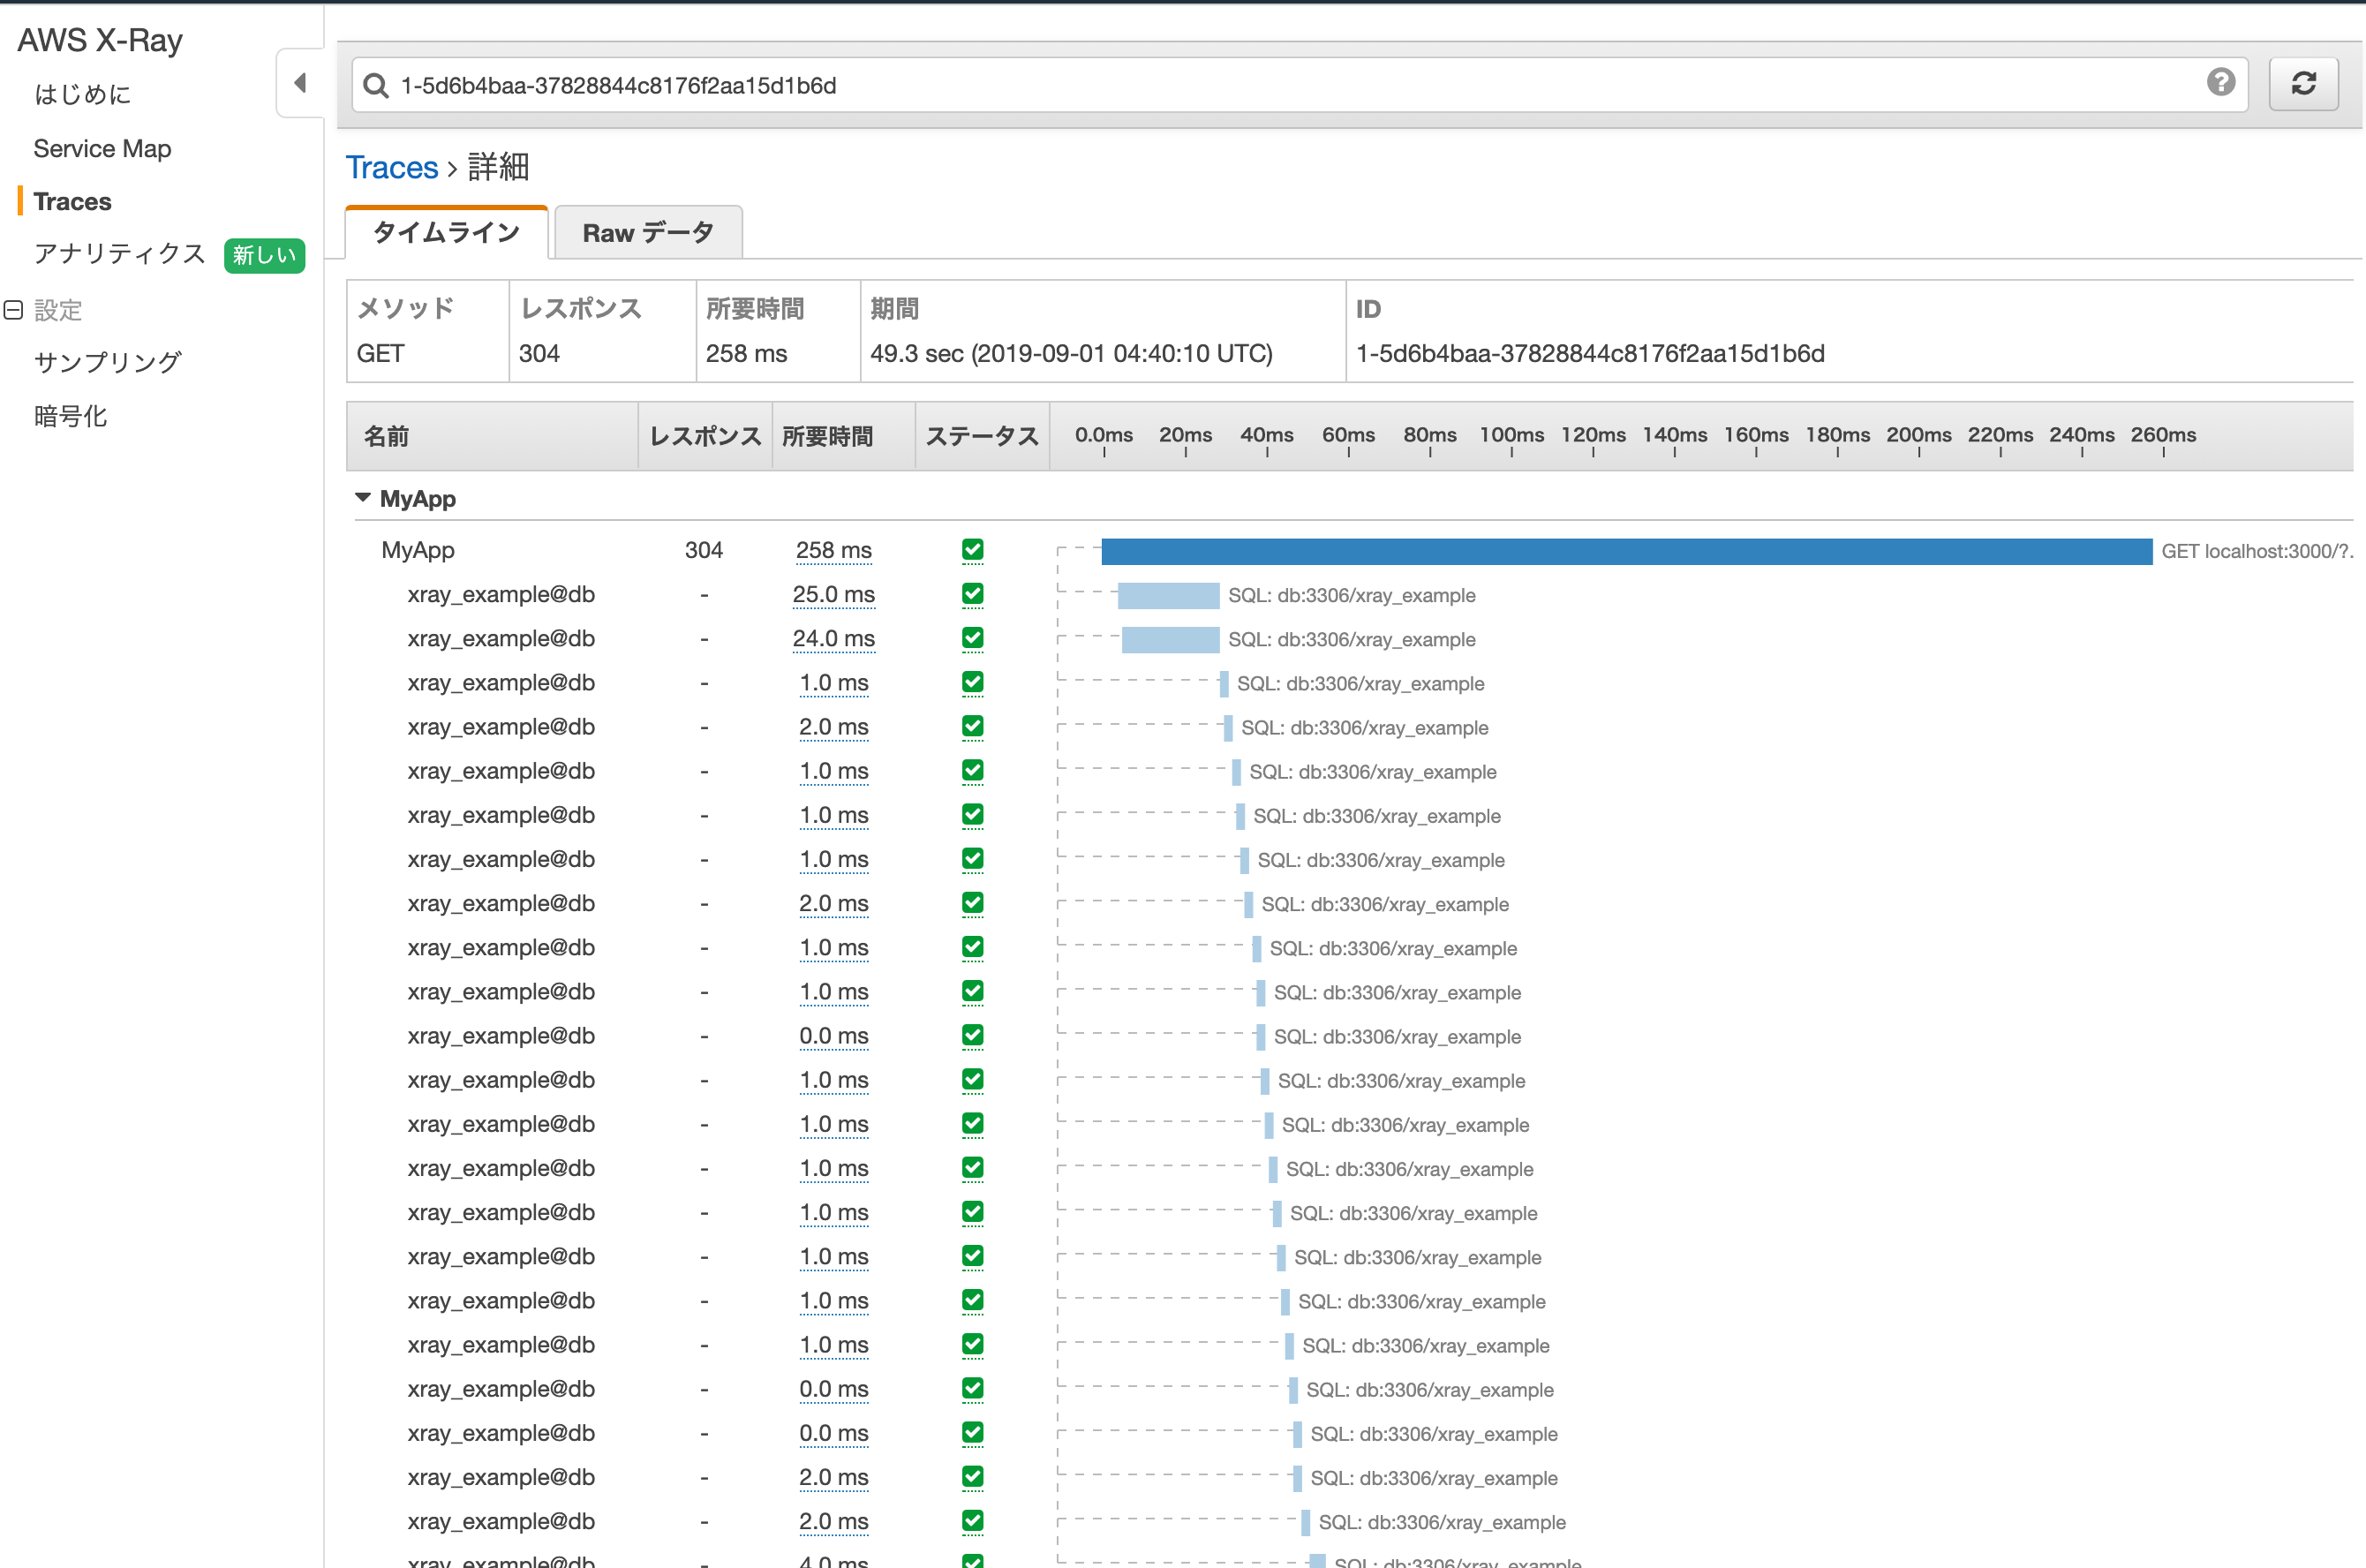 AWS X-Ray
はじめに
Service Map
Traces
アナリティクス 新しい
設定
サンプリング
暗号化
1-5d6b4baa-37828844c8176f2aa15d1b6d
Traces › 詳細
タイムライン Raw データ
メソッド レスポンス 所要時間 期間 ID
GET 304 258 ms 49.3 sec (2019-09-01 04:40:10 UTC) 1-5d6b4baa-37828844c8176f2aa15d1b6d
名前 レスポンス 所要時間 ステータス 0.0ms 20ms 40ms 60ms 80ms 100ms 120ms 140ms 160ms 180ms 200ms 220ms 240ms 260ms
MyApp
MyApp 304 258 ms GET localhost:3000/?.
xray_example@db - 25.0 ms SQL: db:3306/xray_example
xray_example@db - 24.0 ms SQL: db:3306/xray_example
xray_example@db - 1.0 ms SQL: db:3306/xray_example
xray_example@db - 2.0 ms SQL: db:3306/xray_example
xray_example@db - 1.0 ms SQL: db:3306/xray_example
xray_example@db - 1.0 ms SQL: db:3306/xray_example
xray_example@db - 1.0 ms SQL: db:3306/xray_example
xray_example@db - 2.0 ms SQL: db:3306/xray_example
xray_example@db - 1.0 ms SQL: db:3306/xray_example
xray_example@db - 1.0 ms SQL: db:3306/xray_example
xray_example@db - 0.0 ms SQL: db:3306/xray_example
xray_example@db - 1.0 ms SQL: db:3306/xray_example
xray_example@db - 1.0 ms SQL: db:3306/xray_example
xray_example@db - 1.0 ms SQL: db:3306/xray_example
xray_example@db - 1.0 ms SQL: db:3306/xray_example
xray_example@db - 1.0 ms SQL: db:3306/xray_example
xray_example@db - 1.0 ms SQL: db:3306/xray_example
xray_example@db - 1.0 ms SQL: db:3306/xray_example
xray_example@db - 0.0 ms SQL: db:3306/xray_example
xray_example@db - 0.0 ms SQL: db:3306/xray_example
xray_example@db - 2.0 ms SQL: db:3306/xray_example
xray_example@db - 2.0 ms SQL: db:3306/xray_example
xray_example@db - 4.0 ms SQL: db:3306/xray_example